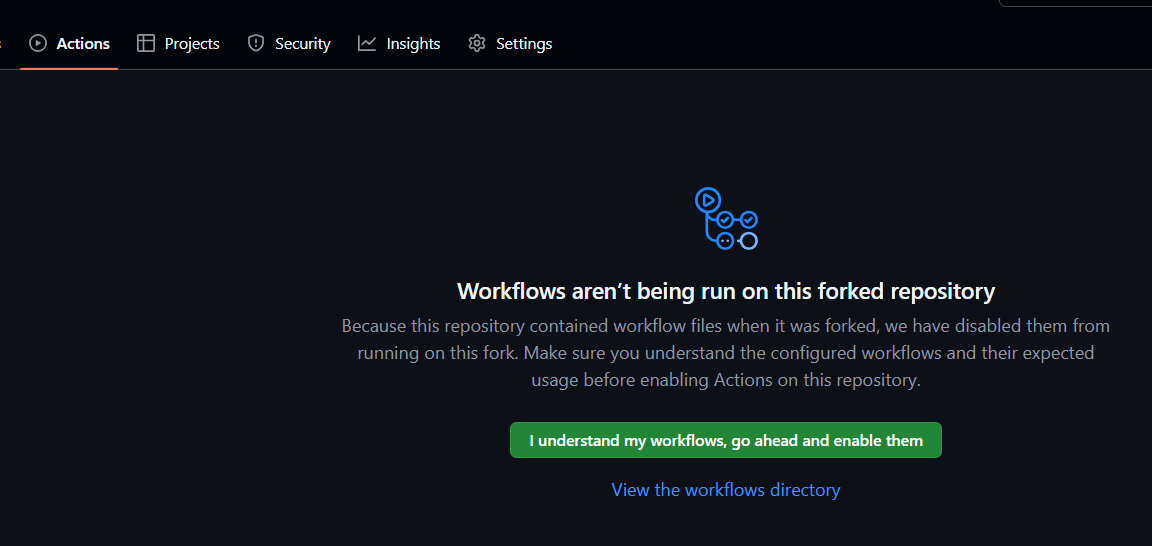 Actions Projects Security Insights Settings
Workflows aren’t being run on this forked repository
Because this repository contained workflow files when it was forked, we have disabled them from
running on this fork. Make sure you understand the configured workflows and their expected
usage before enabling Actions on this repository.
I understand my workflows, go ahead and enable them
View the workflows directory